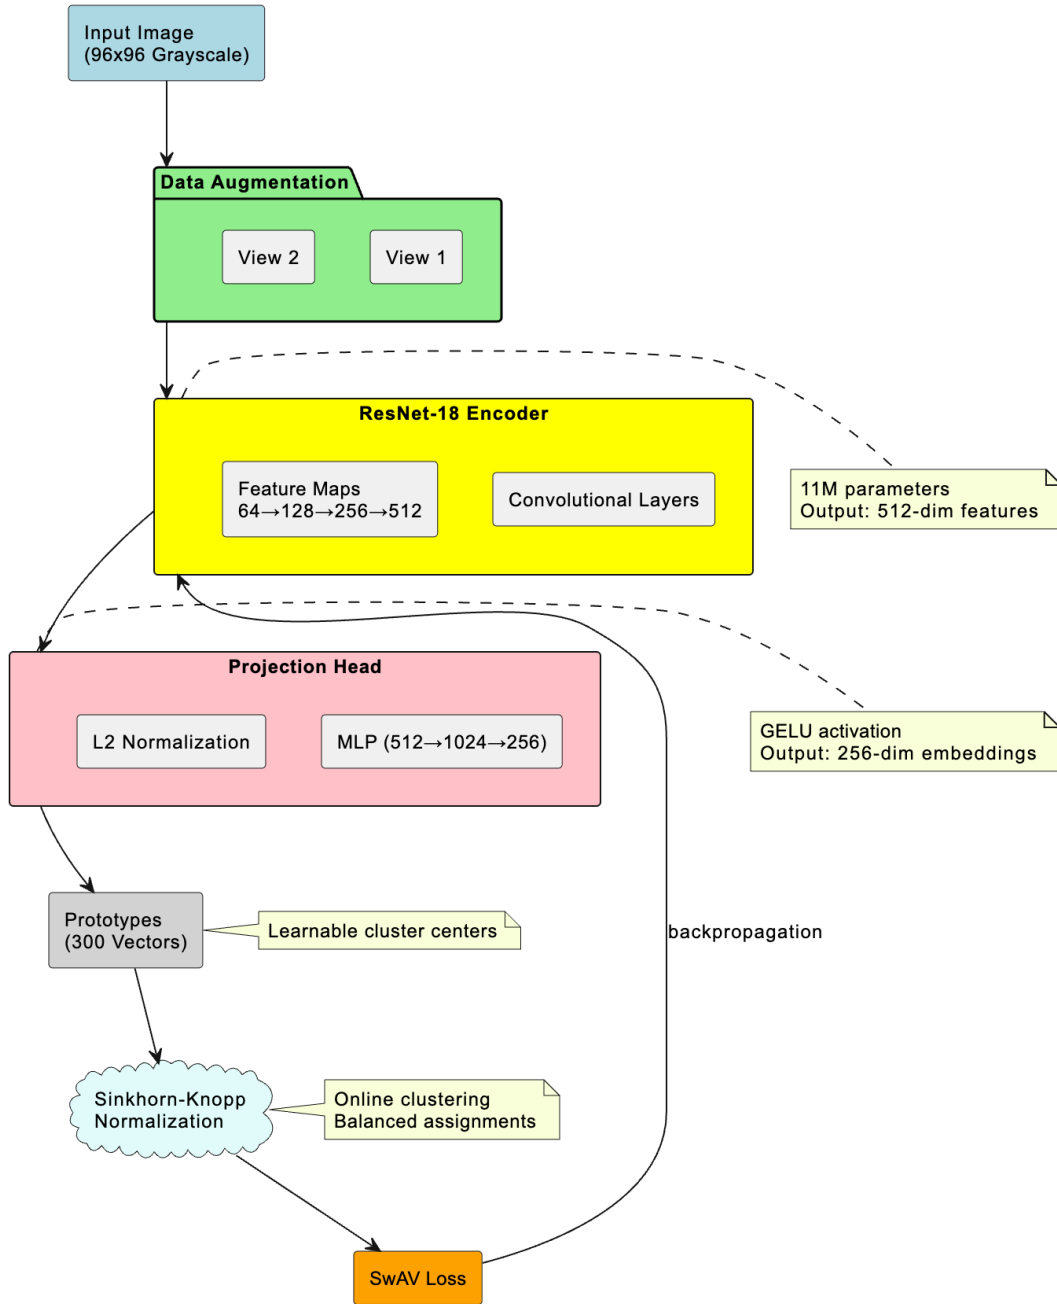 Input Image
(96x96 Grayscale)
Data Augmentation
View 2
View 1
ResNet-18 Encoder
Feature Maps
64→128→256→512
Convolutional Layers
11M parameters
Output: 512-dim features
Projection Head
L2 Normalization
MLP (512→1024→256)
GELU activation
Output: 256-dim embeddings
Prototypes
(300 Vectors)
Learnable cluster centers
backpropagation
Sinkhorn-Knopp
Normalization
Online clustering
Balanced assignments
SwAV Loss